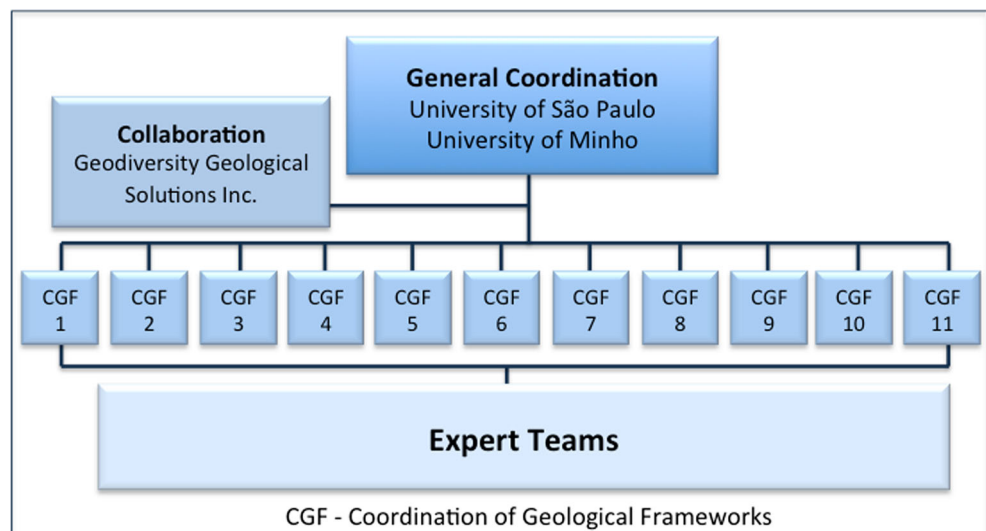 General Coordination
University of São Paulo
University of Minho
Collaboration
Geodiversity Geological
Solutions Inc.
CGF
1
CGF
2
CGF
3
CGF
4
CGF
5
CGF
6
CGF
7
CGF
8
CGF
9
CGF
10
CGF
11
Expert Teams
CGF - Coordination of Geological Frameworks